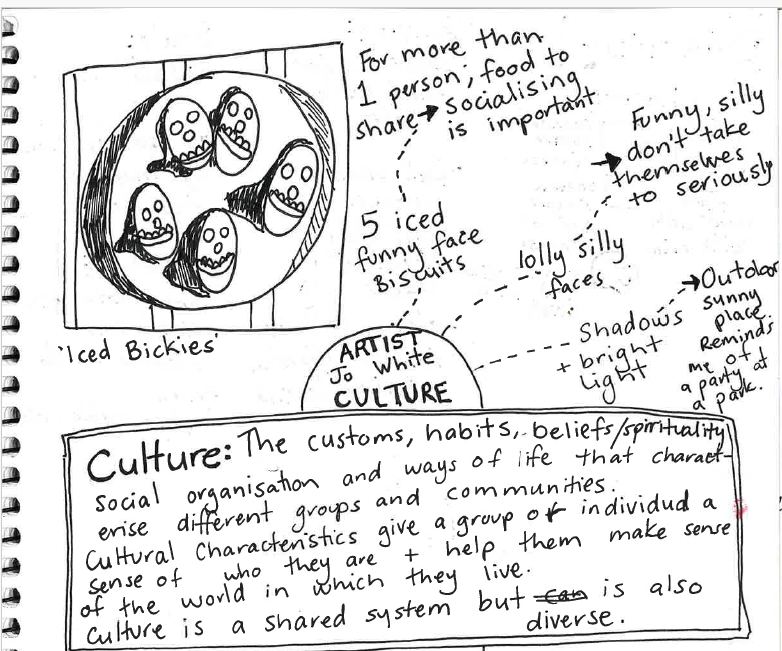 For more than
1 person; food to
share → socialising
is important
Funny, silly
don't take
themselves
to seriously
5 iced
funny face
Biscuits
lolly silly
faces
Shadows
+ bright
light
Outdoor
sunny
place.
Reminds
me of
a party at
a park.
'Iced Bickies'
ARTIST
Jo White
CULTURE
Culture: The customs, habits, beliefs/spirituality
social organisation and ways of life that charact-
erise different groups and communities.
Cultural Characteristics give a group or individual a
sense of who they are + help them make sense
of the world in which they live.
Culture is a shared system but can is also
diverse.